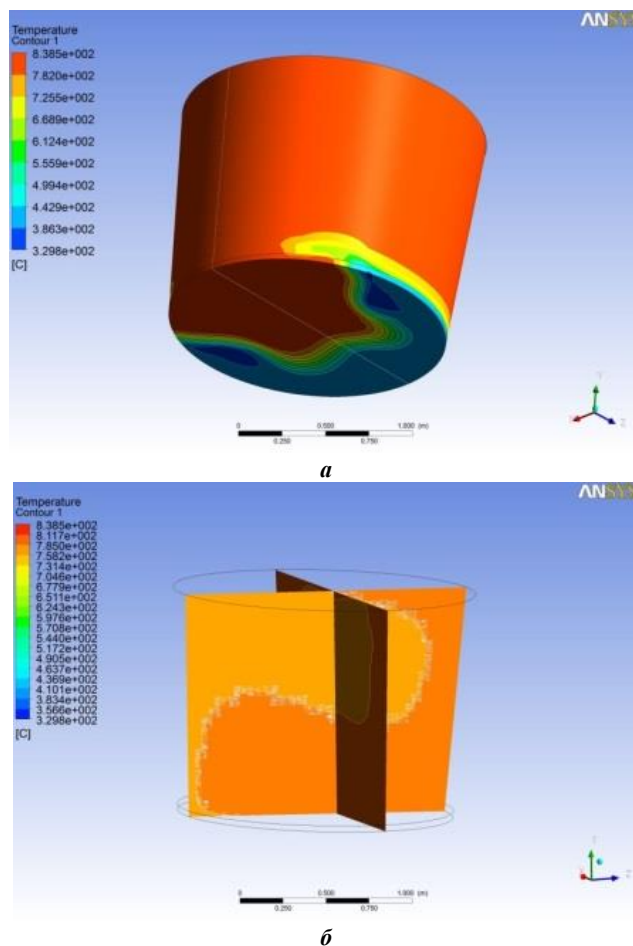 Temperature
Contour 1
8.385e+002
7.820e+002
7.255e+002
6.689e+002
6.124e+002
5.559e+002
4.994e+002
4.429e+002
3.863e+002
3.298e+002
[C]
ANSYS
Y
X
Z
0
0.500
1.000 (m)
0.250
0.750
а
Temperature
Contour 1
8.385e+002
8.117e+002
7.850e+002
7.582e+002
7.314e+002
7.046e+002
6.779e+002
6.511e+002
6.243e+002
5.976e+002
5.708e+002
5.440e+002
5.172e+002
4.905e+002
4.637e+002
4.369e+002
4.101e+002
3.834e+002
3.566e+002
3.298e+002
[C]
ANSYS
Y
X
Z
0
0.500
1.000 (m)
0.250
0.750
б